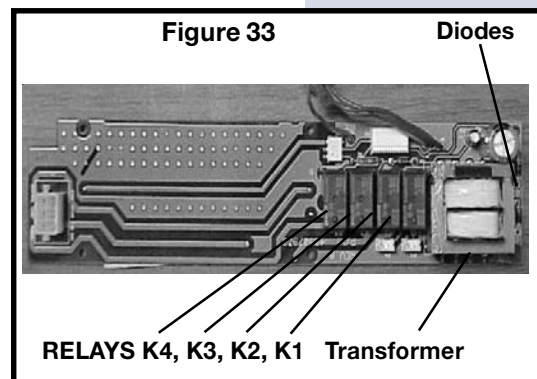 Figure 33
Diodes
RELAYS K4, K3, K2, K1 Transformer